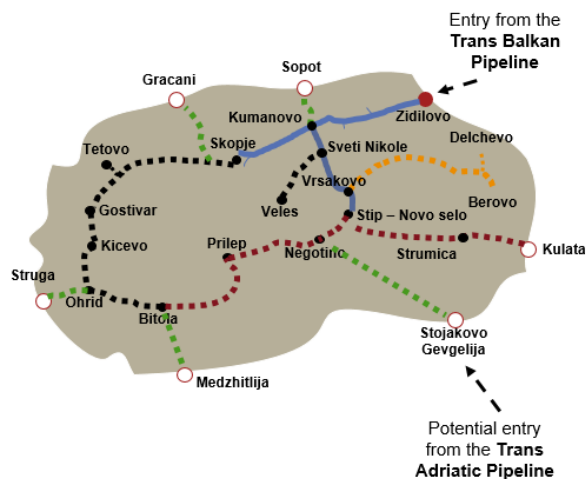 Entry from the
Trans Balkan
Pipeline
Sopot
Gracani
Kumanovo
Zidilovo
Skopje
Delchevo
Tetovo
Sveti Nikole
Vrsakovo
Berovo
Gostivar
Veles
Stip – Novo selo
Kicevo
Prilep
Negotino
Strumica
Kulata
Struga
Ohrid
Bitola
Stojakovo
Gevgelija
Medzhitlija
Potential entry
from the Trans
Adriatic Pipeline